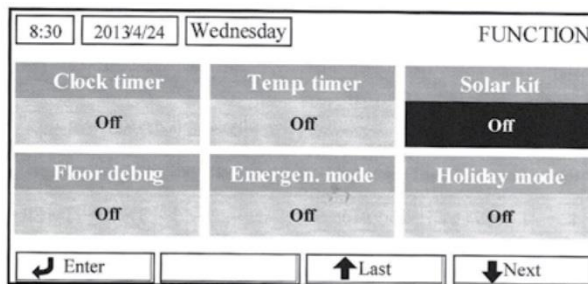 8:30 2013/4/24 Wednesday FUNCTION
Clock timer Temp. timer Solar kit
Off Off Off
Floor debug Emergen. mode Holiday mode
Off Off Off
Enter Last Next